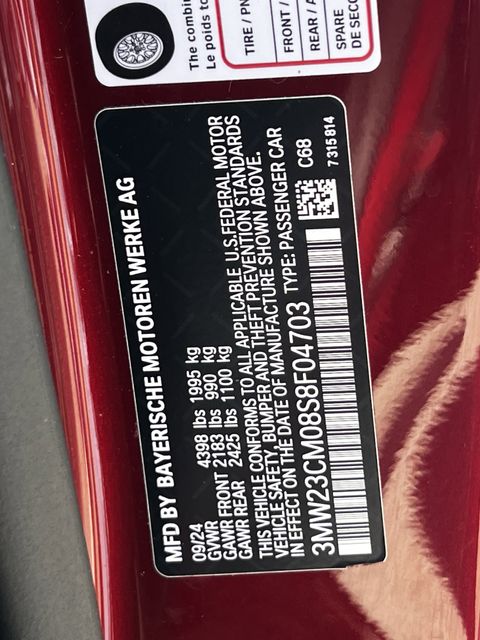 The combin
Le poids to
TIRE / PN
FRONT /
REAR / A
SPARE
DE SECO
MFD BY BAYERISCHE MOTOREN WERKE AG
09/24
GVWR 4398 lbs 1995 kg
GAWR FRONT 2183 lbs 990 kg
GAWR REAR 2425 lbs 1100 kg
THIS VEHICLE CONFORMS TO ALL APPLICABLE U.S.FEDERAL MOTOR
VEHICLE SAFETY, BUMPER AND THEFT PREVENTION STANDARDS
IN EFFECT ON THE DATE OF MANUFACTURE SHOWN ABOVE.
3MW23CM08S8F04703 TYPE: PASSENGER CAR
C68
7315814